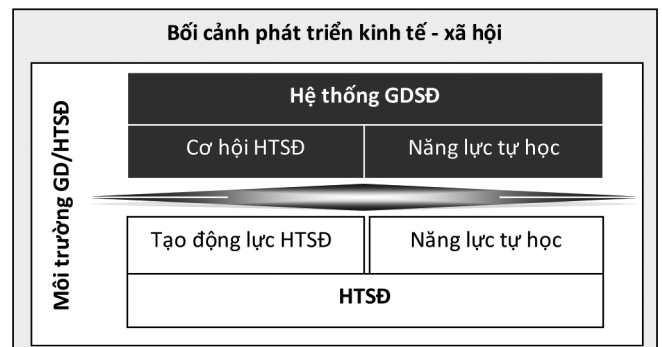 Bối cảnh phát triển kinh tế - xã hội
Môi trường GD/HTSĐ
Hệ thống GDSĐ
Cơ hội HTSĐ
Năng lực tự học
Tạo động lực HTSĐ
Năng lực tự học
HTSĐ